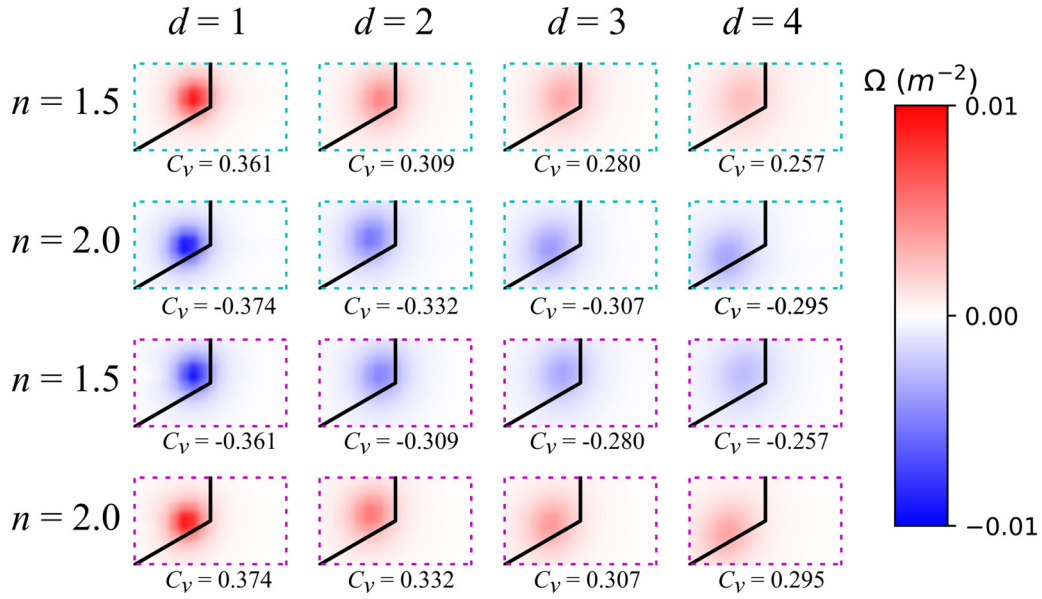 d = 1 d = 2 d = 3 d = 4
Ω (m⁻²)
n = 1.5
0.01
C_v = 0.361 C_v = 0.309 C_v = 0.280 C_v = 0.257
n = 2.0
C_v = -0.374 C_v = -0.332 C_v = -0.307 C_v = -0.295
0.00
n = 1.5
C_v = -0.361 C_v = -0.309 C_v = -0.280 C_v = -0.257
n = 2.0
−0.01
C_v = 0.374 C_v = 0.332 C_v = 0.307 C_v = 0.295